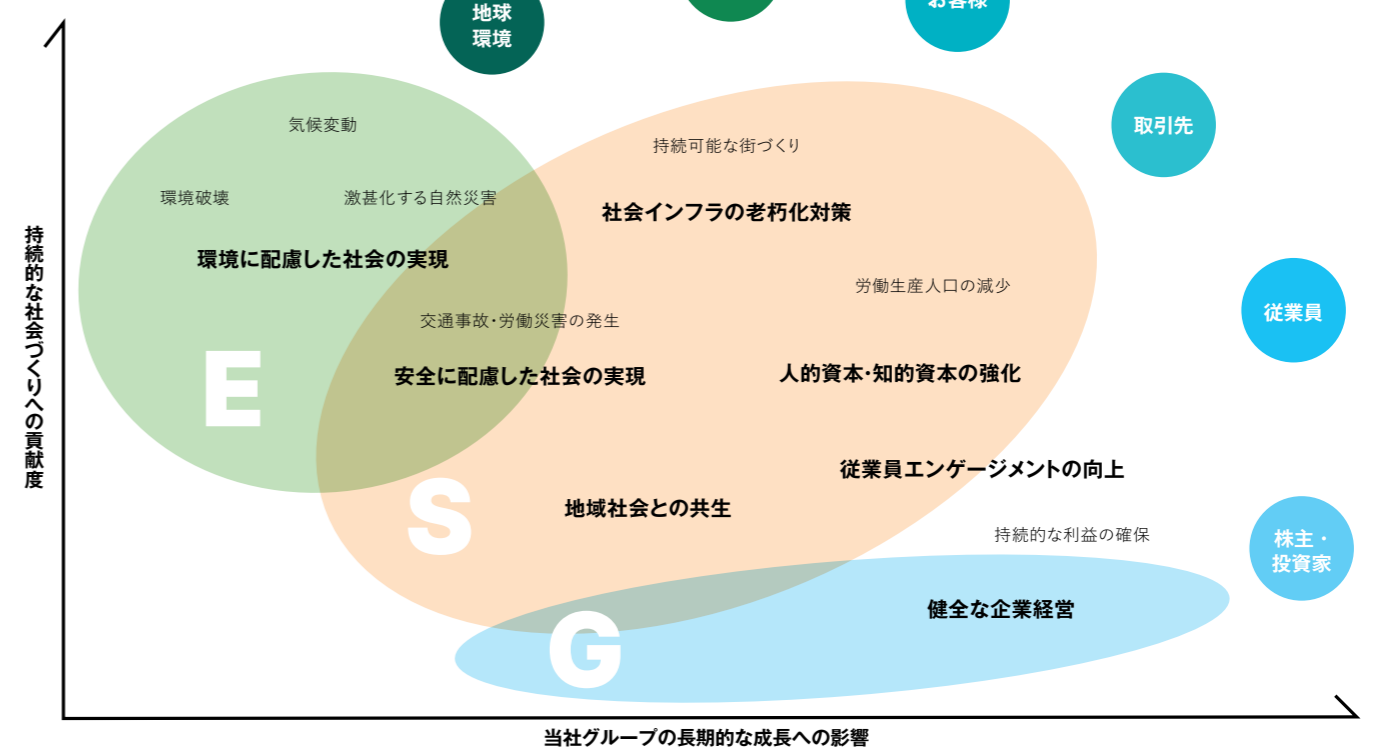 地球
環境
お客様
取引先
従業員
株主・
投資家
持続的な社会づくりへの貢献度
気候変動
環境破壊
激甚化する自然災害
環境に配慮した社会の実現
持続可能な街づくり
社会インフラの老朽化対策
労働生産人口の減少
交通事故・労働災害の発生
安全に配慮した社会の実現
人的資本・知的資本の強化
E
従業員エンゲージメントの向上
S
地域社会との共生
持続的な利益の確保
健全な企業経営
G
当社グループの長期的な成長への影響